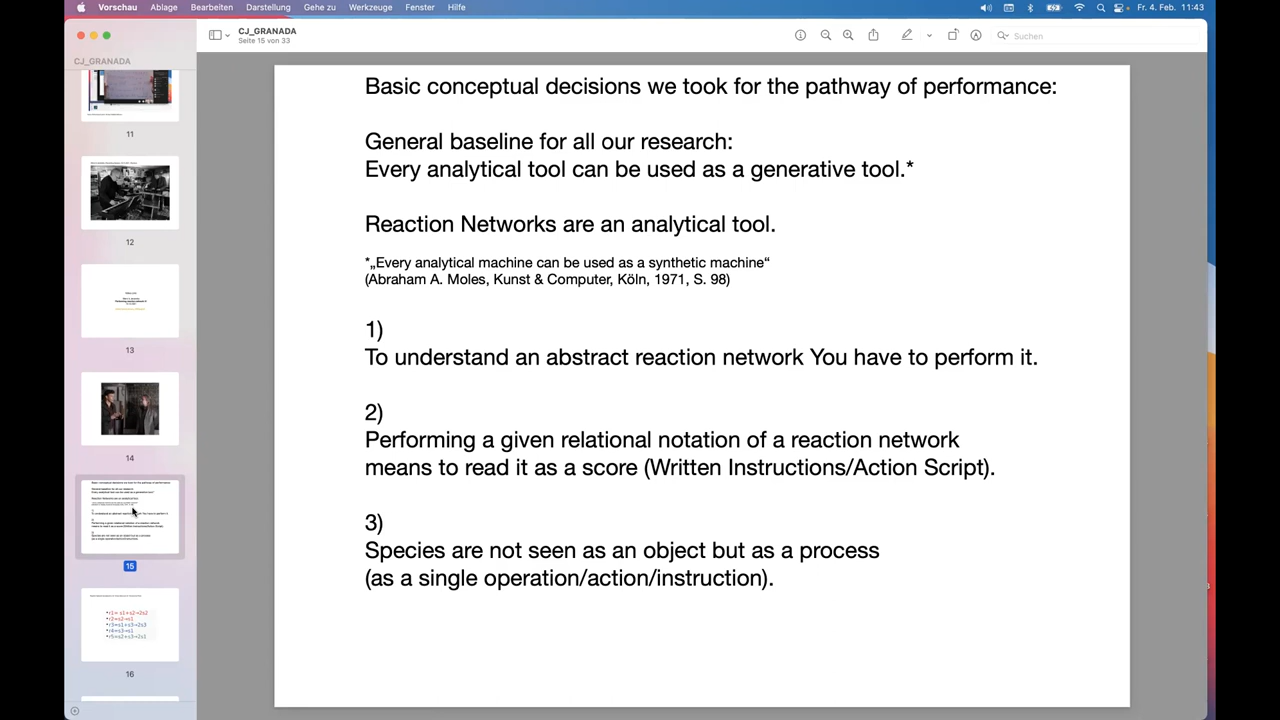 Vorschau Ablage Bearbeiten Darstellung Gehe zu Werkzeuge Fenster Hilfe Fr. 4. Feb. 11:43
CJ_GRANADA
Seite 15 von 33
Suchen
CJ_GRANADA
11
12
13
14
15
16
Basic conceptual decisions we took for the pathway of performance:
General baseline for all our research:
Every analytical tool can be used as a generative tool.*
Reaction Networks are an analytical tool.
*„Every analytical machine can be used as a synthetic machine“
(Abraham A. Moles, Kunst & Computer, Köln, 1971, S. 98)
1)
To understand an abstract reaction network You have to perform it.
2)
Performing a given relational notation of a reaction network
means to read it as a score (Written Instructions/Action Script).
3)
Species are not seen as an object but as a process
(as a single operation/action/instruction).